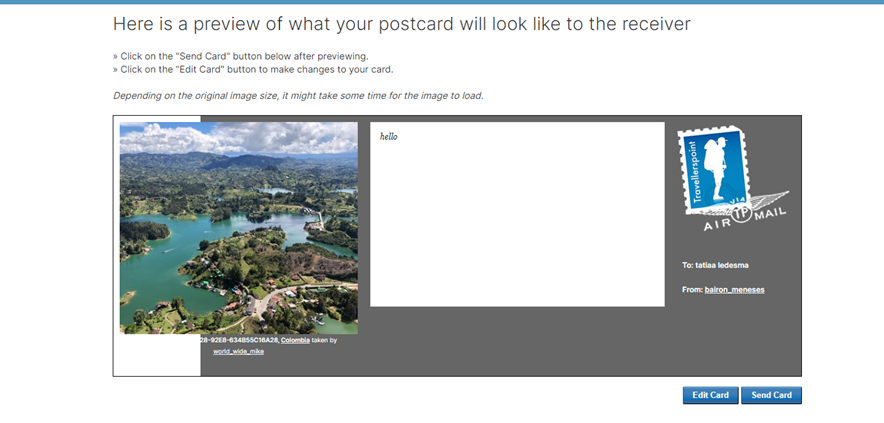 Here is a preview of what your postcard will look like to the receiver
» Click on the "Send Card" button below after previewing.
» Click on the "Edit Card" button to make changes to your card.
Depending on the original image size, it might take some time for the image to load.
hello
Travellerspoint
VIA
TP
AIR MAIL
To: tatiaa ledesma
From: bairon_meneses
28-92E8-634B55C16A28, Colombia taken by
world_wide_mike
Edit Card Send Card